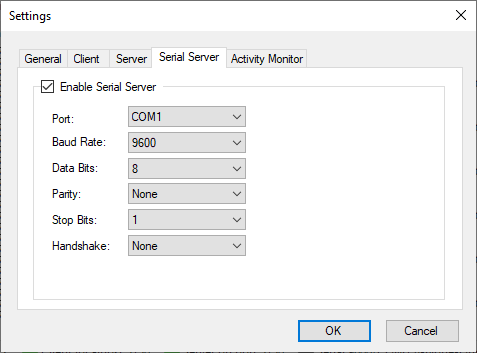 Settings
General Client Server Serial Server Activity Monitor
Enable Serial Server
Port: COM1
Baud Rate: 9600
Data Bits: 8
Parity: None
Stop Bits: 1
Handshake: None
OK Cancel